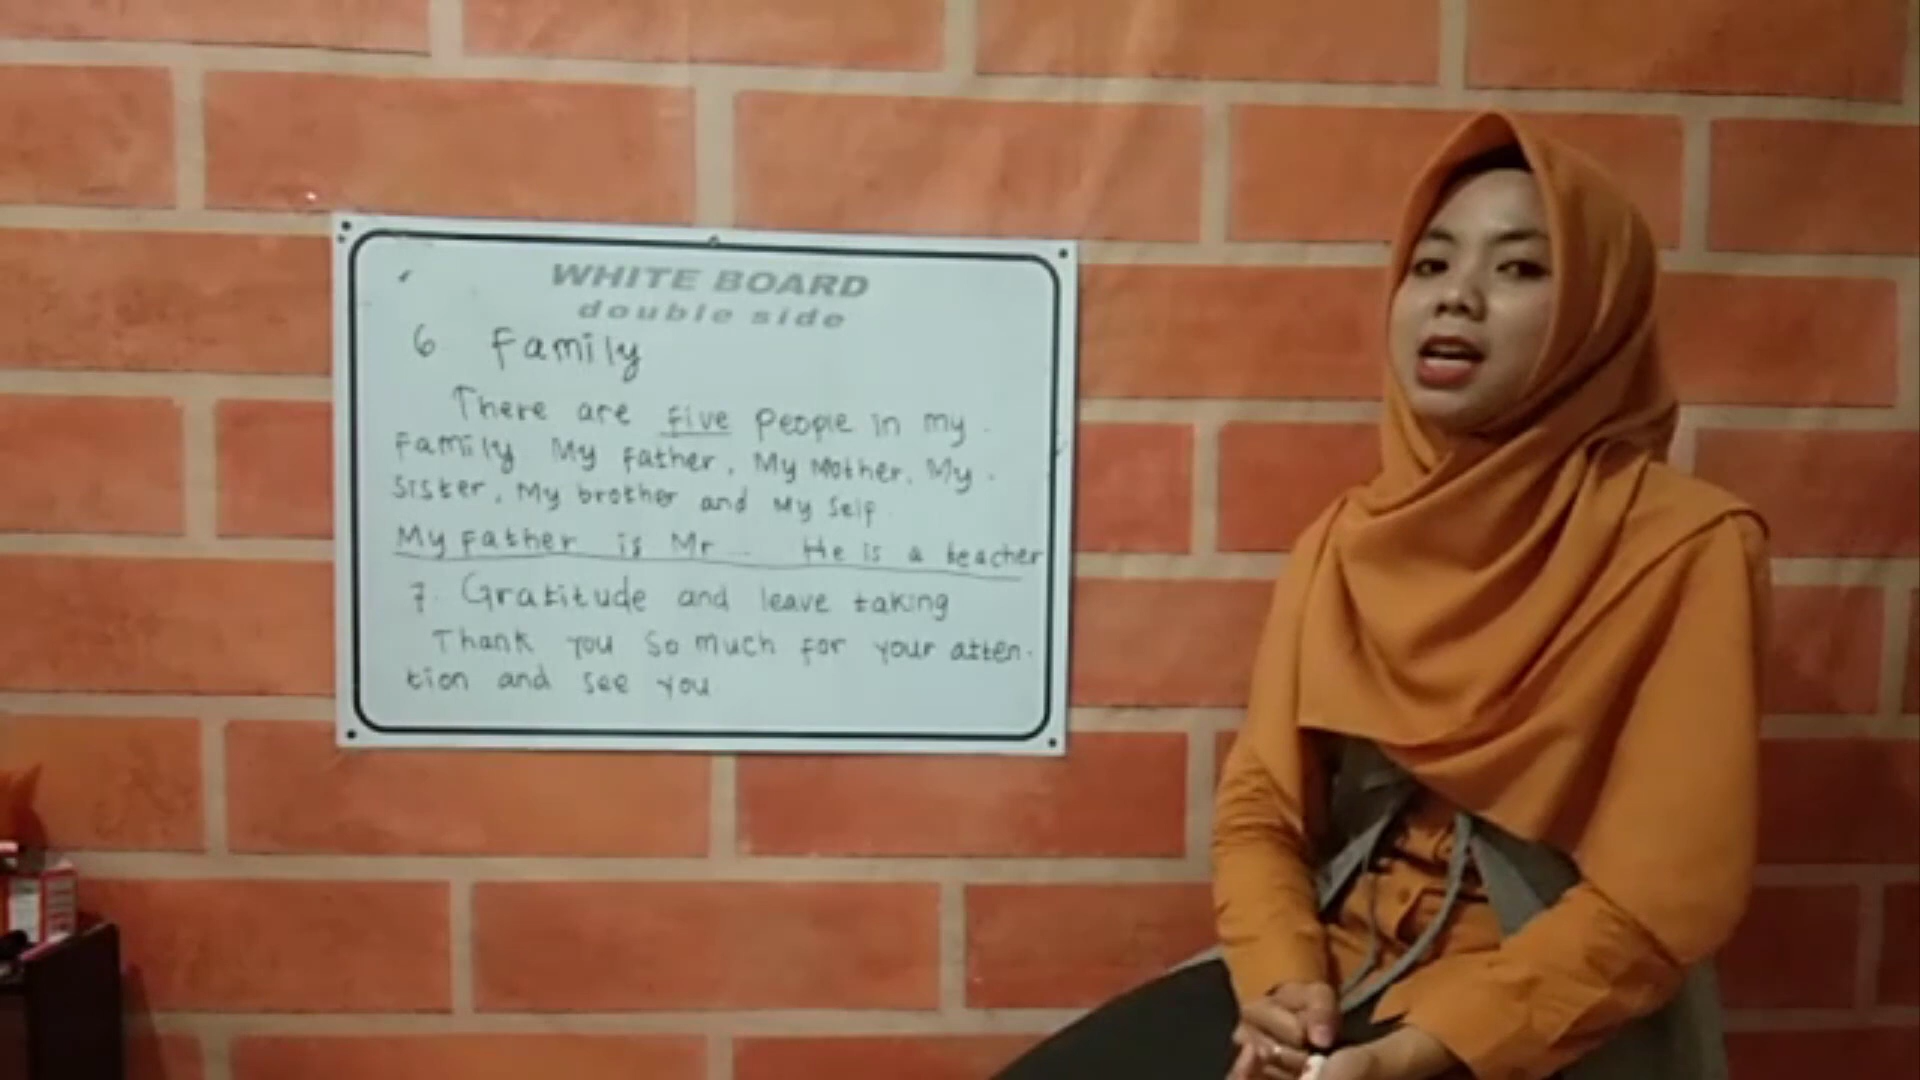 WHITE BOARD
double side
6 Family
There are five People in my.
Family My father, My Mother, My.
Sister, My brother and My Self
My father is Mr... He is a teacher
7. Gratitude and leave taking
Thank you so much for your atten-
tion and see you